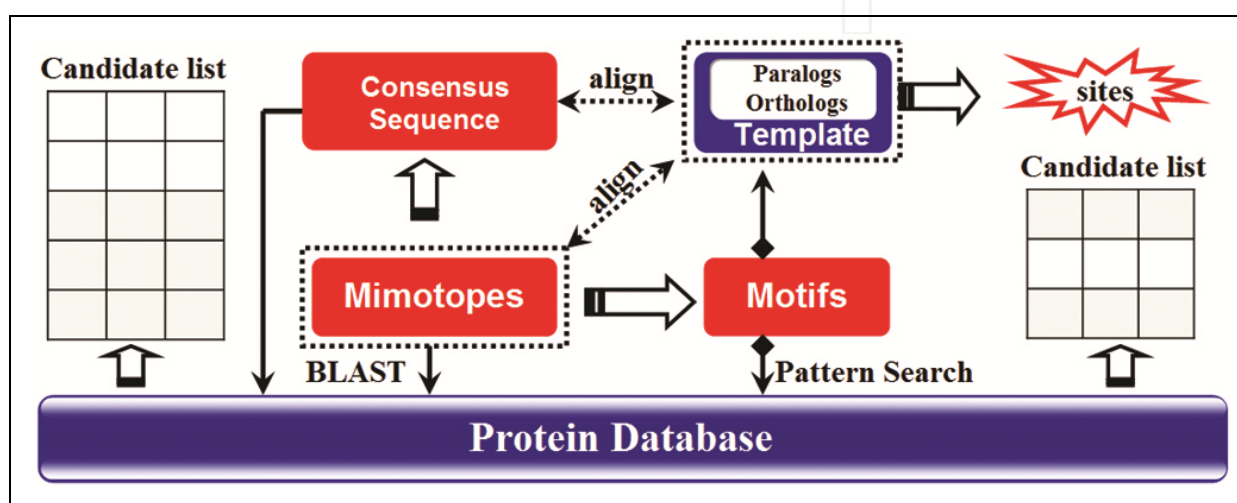 Candidate list
Consensus
Sequence
align
Paralogs
Orthologs
Template
sites
Candidate list
align
Mimotopes
Motifs
BLAST
Pattern Search
Protein Database